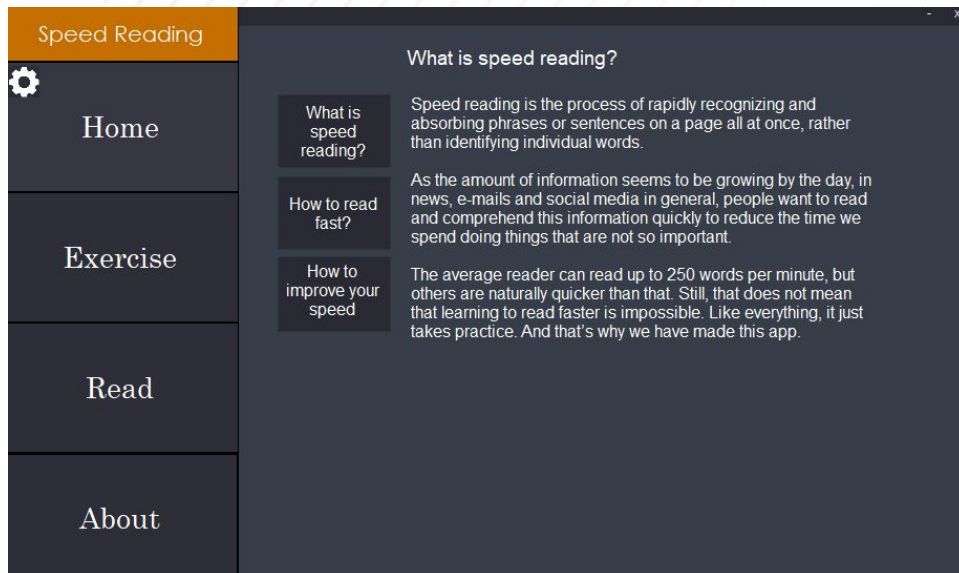 Speed Reading
- x
Home
Exercise
Read
About
What is
speed
reading?
How to read
fast?
How to
improve your
speed
What is speed reading?
Speed reading is the process of rapidly recognizing and
absorbing phrases or sentences on a page all at once, rather
than identifying individual words.
As the amount of information seems to be growing by the day, in
news, e-mails and social media in general, people want to read
and comprehend this information quickly to reduce the time we
spend doing things that are not so important.
The average reader can read up to 250 words per minute, but
others are naturally quicker than that. Still, that does not mean
that learning to read faster is impossible. Like everything, it just
takes practice. And that’s why we have made this app.